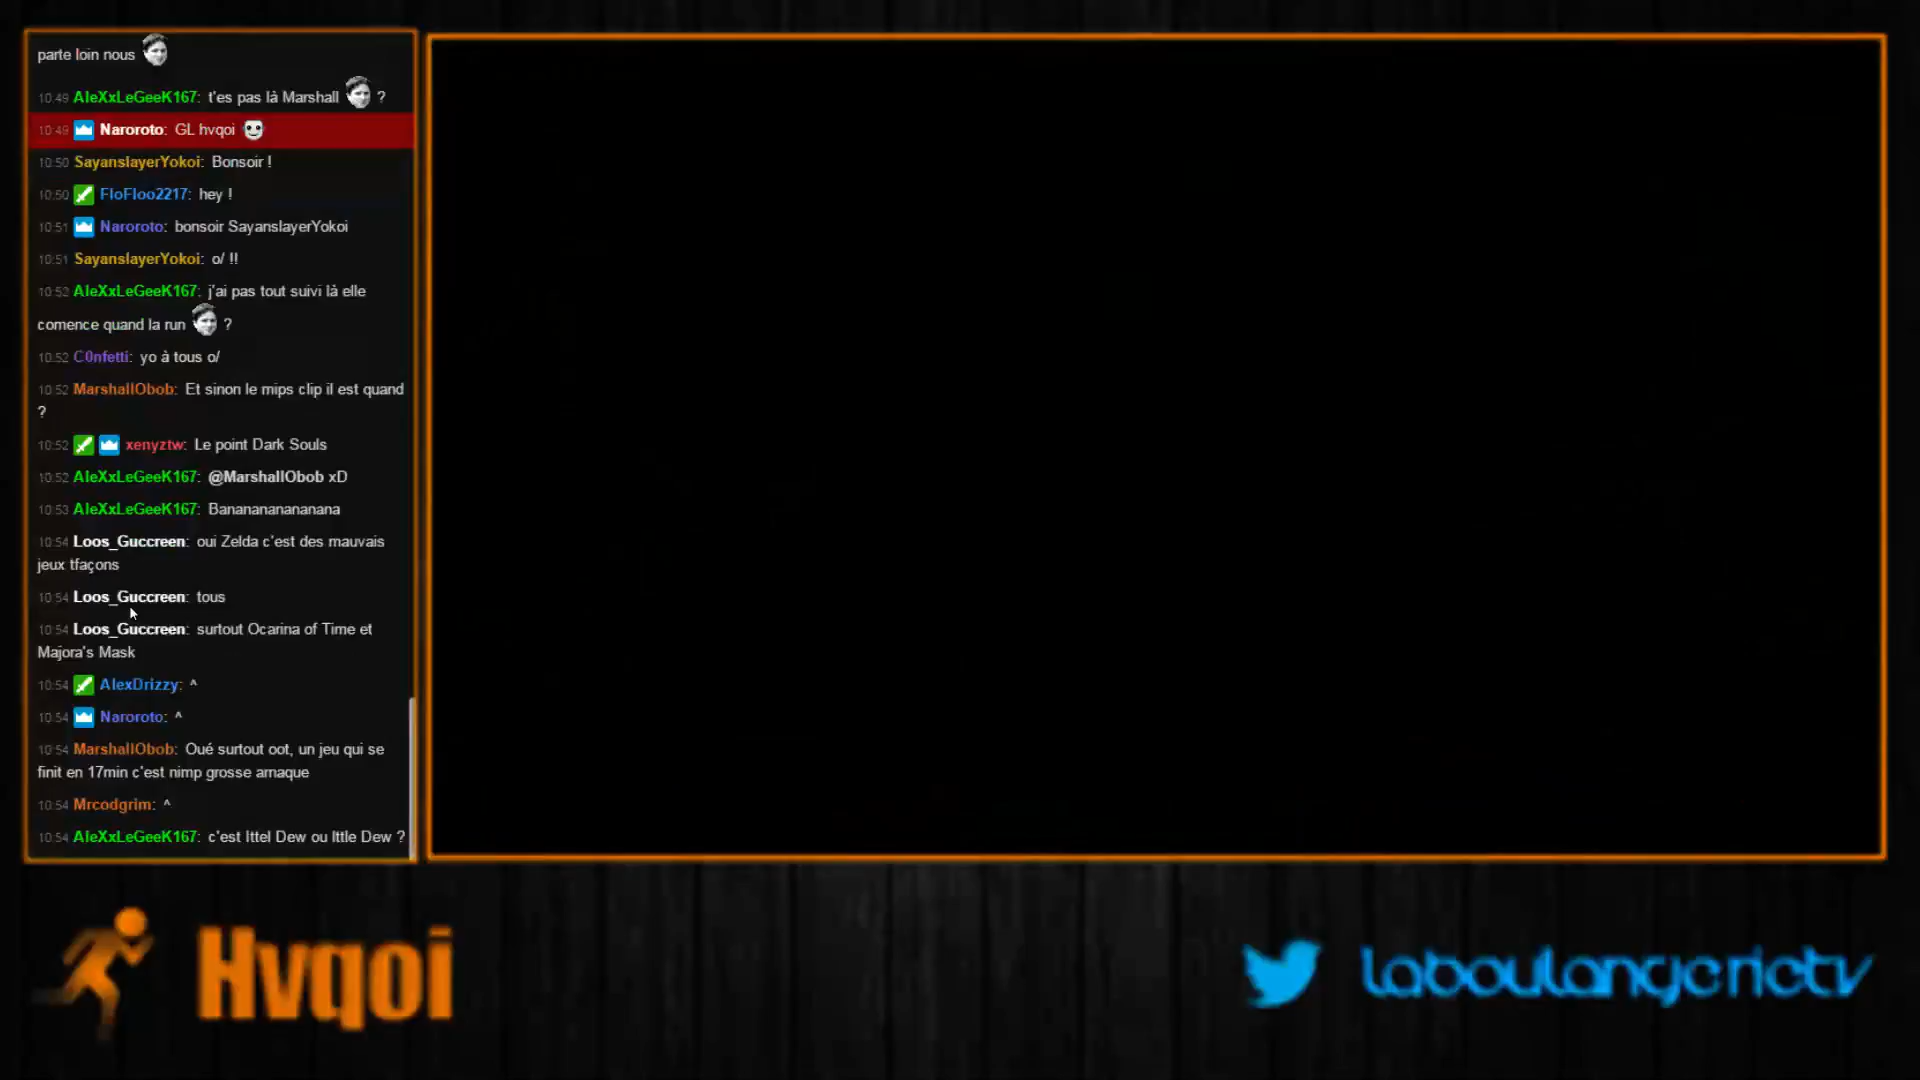 parte loin nous
10:49 AleXxLeGeeK167: t'es pas là Marshall ?
10:49 Naroroto: GL hvqoi
10:50 SayanslayerYokoi: Bonsoir !
10:50 FloFloo2217: hey !
10:51 Naroroto: bonsoir SayanslayerYokoi
10:51 SayanslayerYokoi: o/ !!
10:52 AleXxLeGeeK167: j'ai pas tout suivi là elle
comence quand la run ?
10:52 C0nfetti: yo à tous o/
10:52 MarshallObob: Et sinon le mips clip il est quand
?
10:52 xenyztw: Le point Dark Souls
10:52 AleXxLeGeeK167: @MarshallObob xD
10:53 AleXxLeGeeK167: Banananananana
10:54 Loos_Guccreen: oui Zelda c'est des mauvais
jeux tfaçons
10:54 Loos_Guccreen: tous
10:54 Loos_Guccreen: surtout Ocarina of Time et
Majora's Mask
10:54 AlexDrizzy: ^
10:54 Naroroto: ^
10:54 MarshallObob: Oué surtout oot, un jeu qui se
finit en 17min c'est nimp grosse arnaque
10:54 Mrcodgrim: ^
10:54 AleXxLeGeeK167: c'est Ittel Dew ou Ittle Dew ?
Hvqoi
laboulangerietv